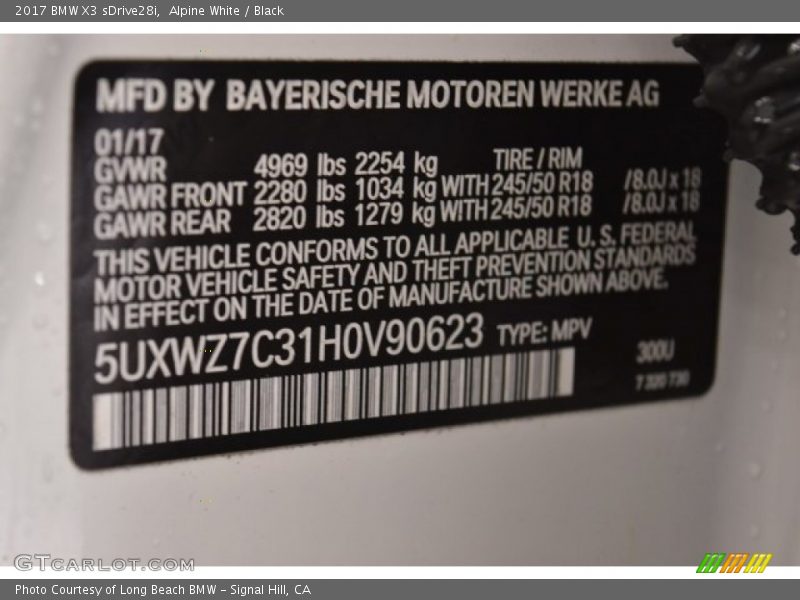 2017 BMW X3 sDrive28i,  Alpine White / Black
MFD BY BAYERISCHE MOTOREN WERKE AG
01/17
GVWR 4969 lbs 2254 kg TIRE / RIM
GAWR FRONT 2280 lbs 1034 kg WITH 245/50 R18 /8.0J x 18
GAWR REAR 2820 lbs 1279 kg WITH 245/50 R18 /8.0J x 18
THIS VEHICLE CONFORMS TO ALL APPLICABLE U. S. FEDERAL
MOTOR VEHICLE SAFETY AND THEFT PREVENTION STANDARDS
IN EFFECT ON THE DATE OF MANUFACTURE SHOWN ABOVE.
5UXWZ7C31H0V90623 TYPE: MPV
300U
GTCARLOT.COM
Photo Courtesy of Long Beach BMW - Signal Hill, CA